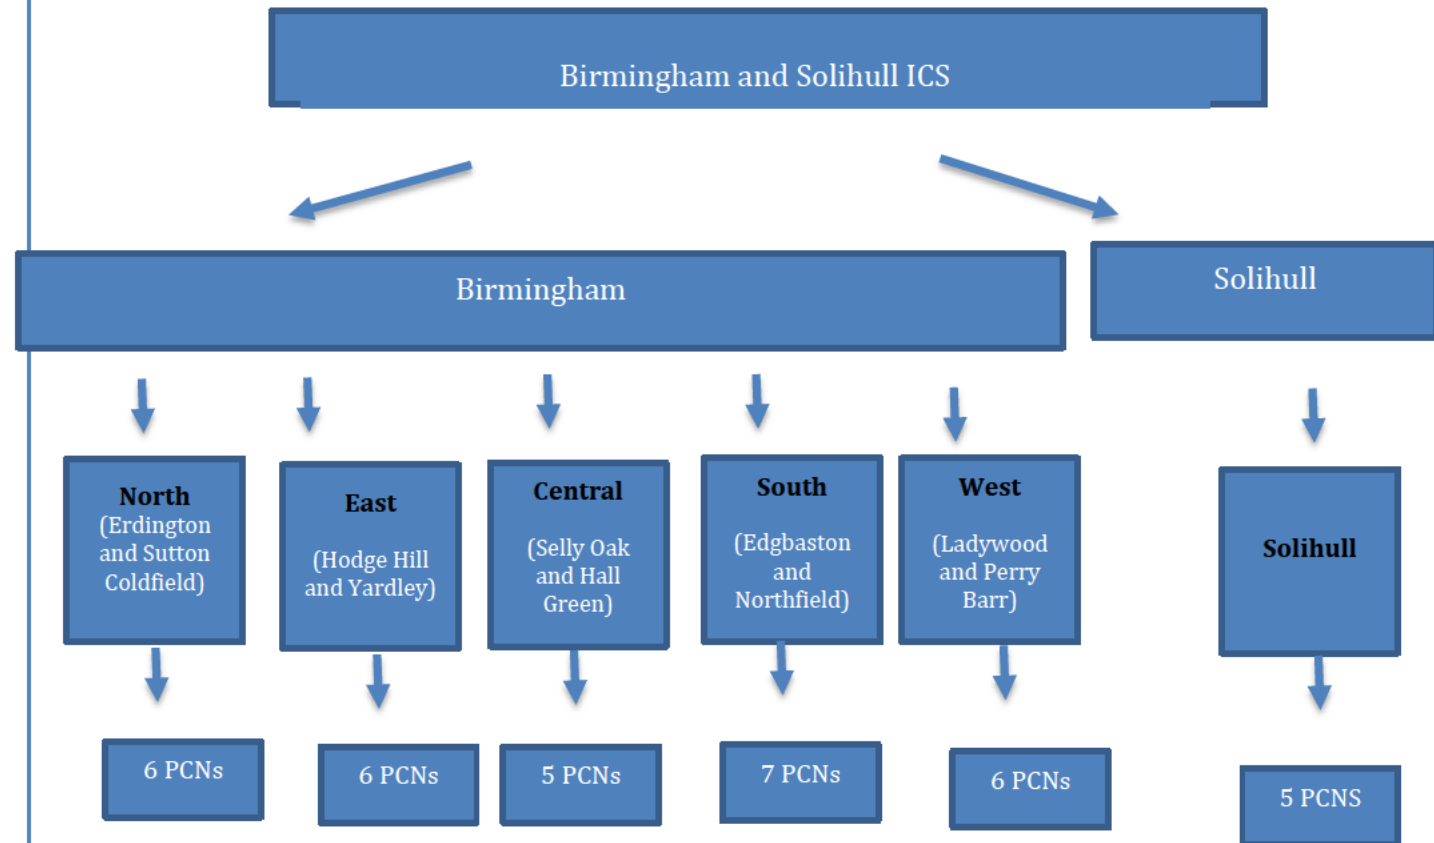 Birmingham and Solihull ICS
Birmingham
Solihull
North
(Erdington
and Sutton
Coldfield)
East
(Hodge Hill
and Yardley)
Central
(Selly Oak
and Hall
Green)
South
(Edgbaston
and
Northfield)
West
(Ladywood
and Perry
Barr)
Solihull
6 PCNs
6 PCNs
5 PCNs
7 PCNs
6 PCNs
5 PCNS